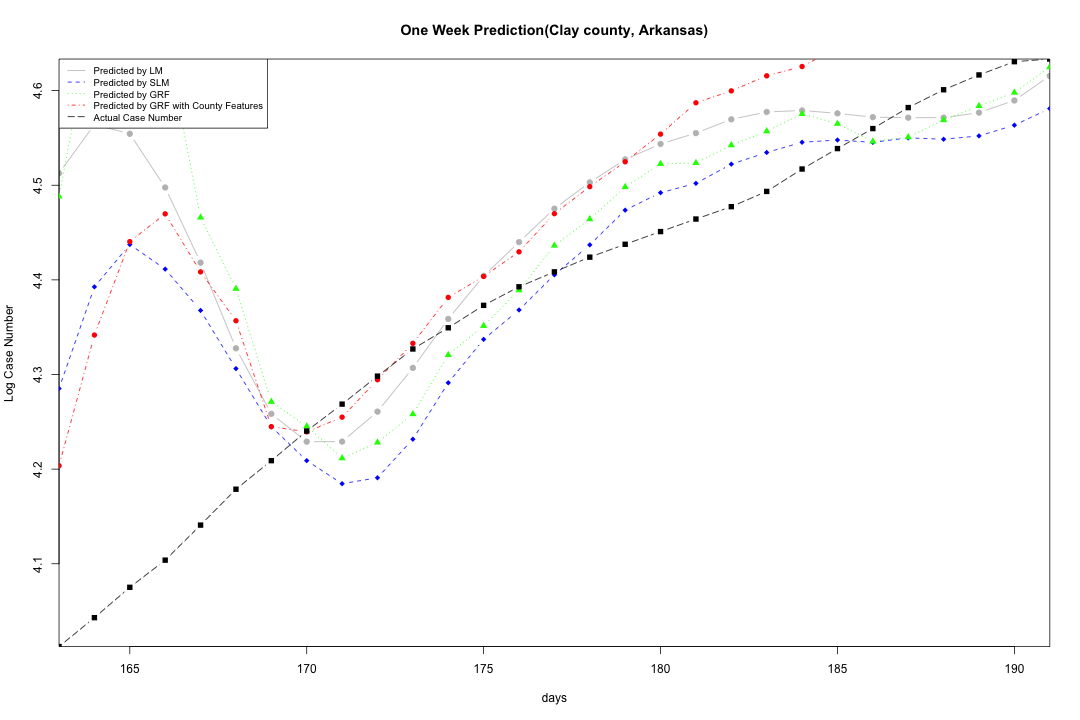 One Week Prediction(Clay county, Arkansas)
Predicted by LM
Predicted by SLM
Predicted by GRF
Predicted by GRF with County Features
Actual Case Number
Log Case Number
4.6
4.5
4.4
4.3
4.2
4.1
165 170 175 180 185 190
days